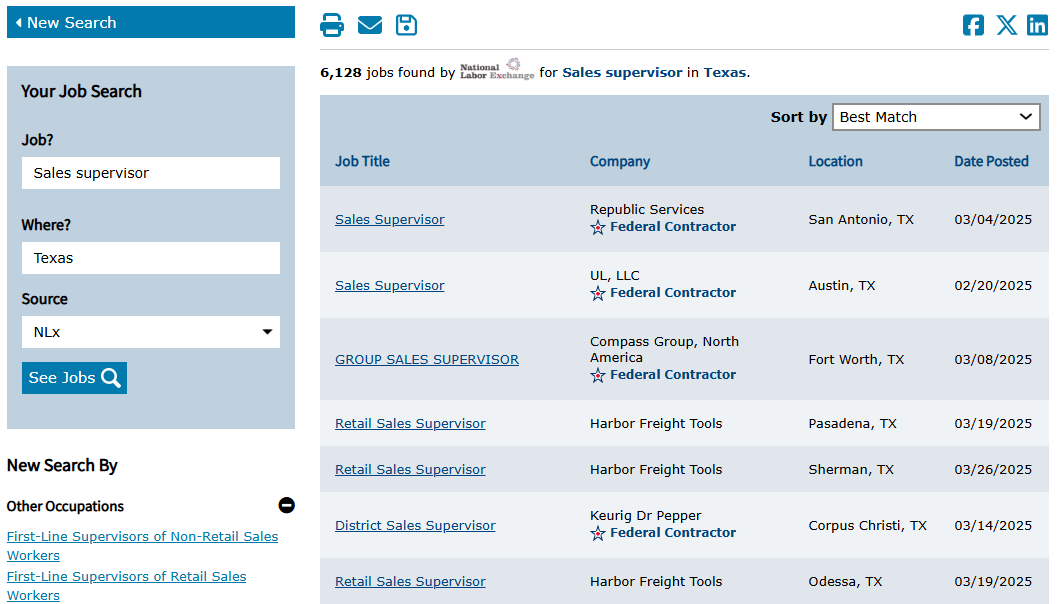 New Search
Your Job Search
Job?
Sales supervisor
Where?
Texas
Source
NLx
See Jobs
New Search By
Other Occupations
First-Line Supervisors of Non-Retail Sales
Workers
First-Line Supervisors of Retail Sales
Workers
6,128 jobs found by National Labor Exchange for Sales supervisor in Texas.
Sort by Best Match
Job Title Company Location Date Posted
Sales Supervisor Republic Services San Antonio, TX 03/04/2025
Federal Contractor
Sales Supervisor UL, LLC Austin, TX 02/20/2025
Federal Contractor
GROUP SALES SUPERVISOR Compass Group, North Fort Worth, TX 03/08/2025
America
Federal Contractor
Retail Sales Supervisor Harbor Freight Tools Pasadena, TX 03/19/2025
Retail Sales Supervisor Harbor Freight Tools Sherman, TX 03/26/2025
District Sales Supervisor Keurig Dr Pepper Corpus Christi, TX 03/14/2025
Federal Contractor
Retail Sales Supervisor Harbor Freight Tools Odessa, TX 03/19/2025